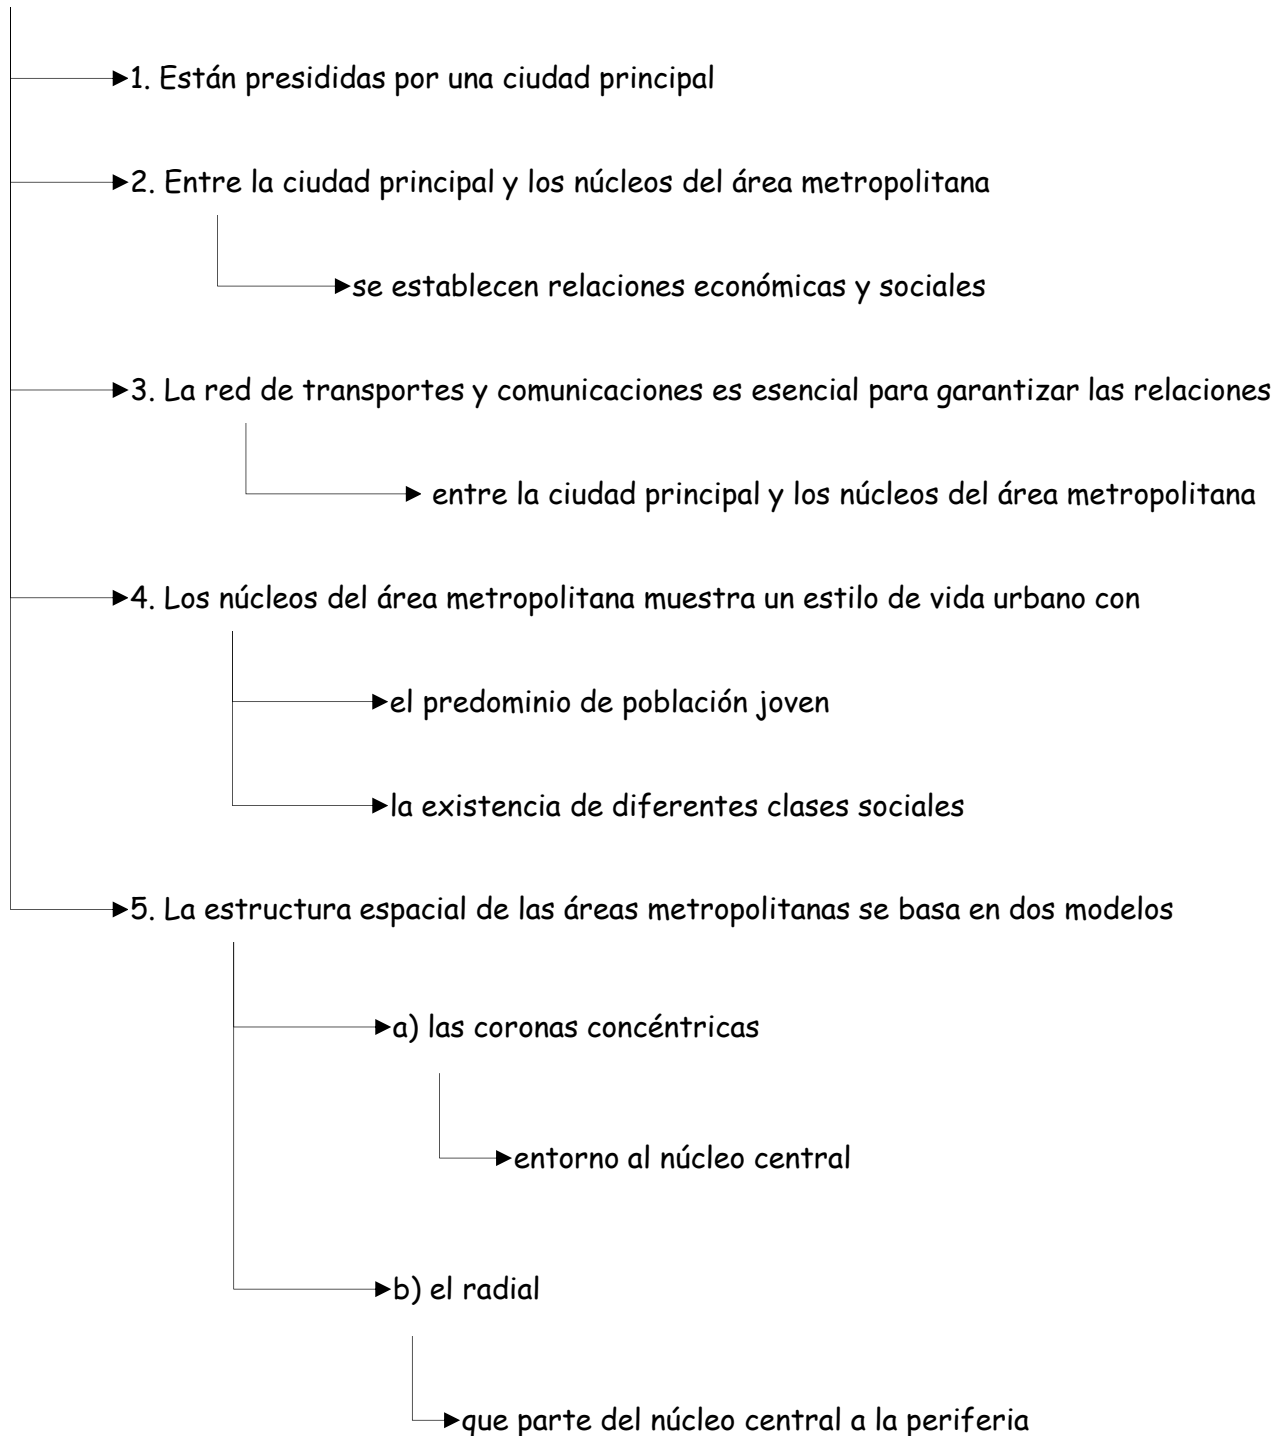 1. Están presididas por una ciudad principal
2. Entre la ciudad principal y los núcleos del área metropolitana
se establecen relaciones económicas y sociales
3. La red de transportes y comunicaciones es esencial para garantizar las relaciones
entre la ciudad principal y los núcleos del área metropolitana
4. Los núcleos del área metropolitana muestra un estilo de vida urbano con
el predominio de población joven
la existencia de diferentes clases sociales
5. La estructura espacial de las áreas metropolitanas se basa en dos modelos
a) las coronas concéntricas
entorno al núcleo central
b) el radial
que parte del núcleo central a la periferia